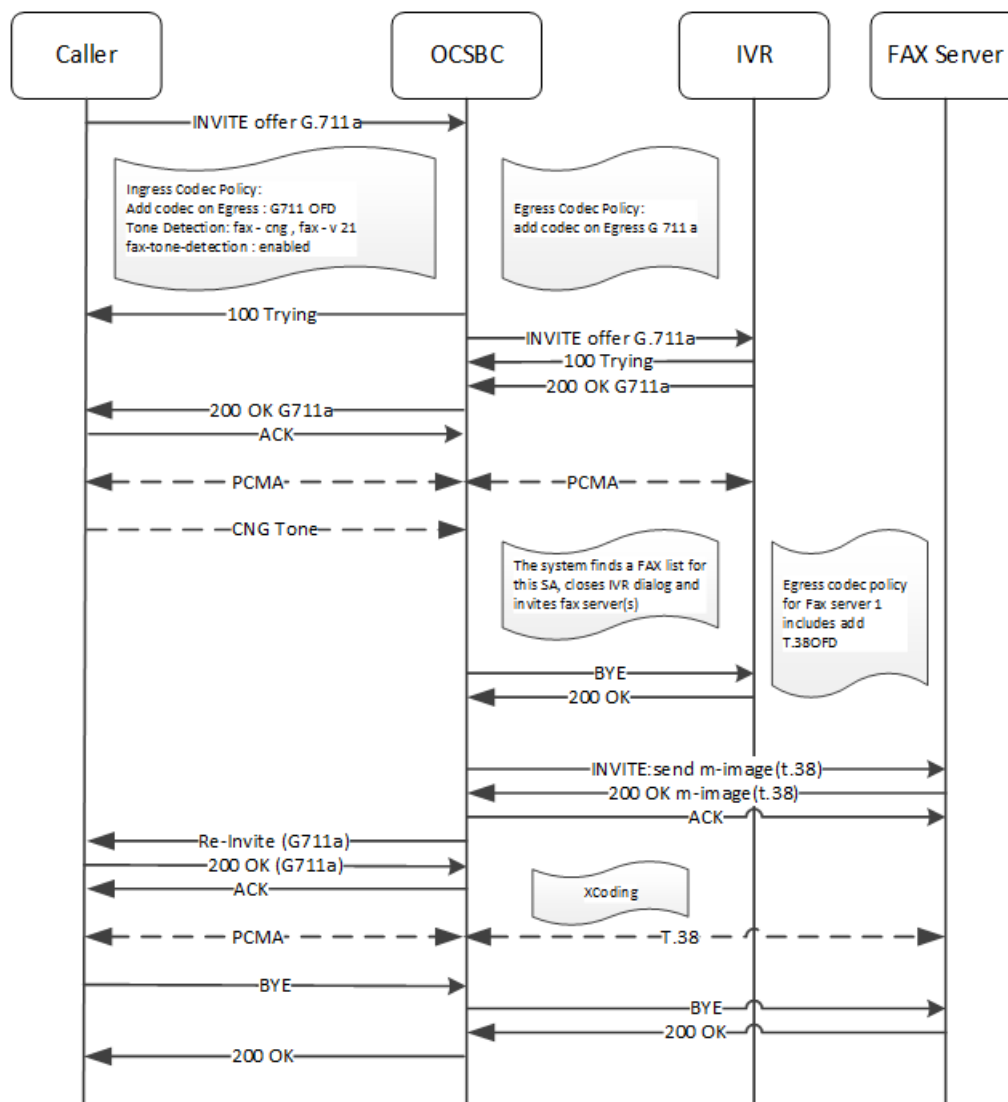 Caller
OCSBC
IVR
FAX Server
INVITE offer G.711a
Ingress Codec Policy:
Add codec on Egress : G711 OFD
Tone Detection: fax - cng , fax - v 21
fax-tone-detection : enabled
Egress Codec Policy:
add codec on Egress G 711 a
100 Trying
INVITE offer G.711a
100 Trying
200 OK G711a
200 OK G711a
ACK
PCMA
PCMA
CNG Tone
The system finds a FAX list for
this SA, closes IVR dialog and
invites fax server(s)
Egress codec policy
for Fax server 1
includes add
T.38OFD
BYE
200 OK
INVITE:send m-image(t.38)
200 OK m-image(t.38)
ACK
Re-Invite (G711a)
200 OK (G711a)
ACK
XCoding
PCMA
T.38
BYE
BYE
200 OK
200 OK